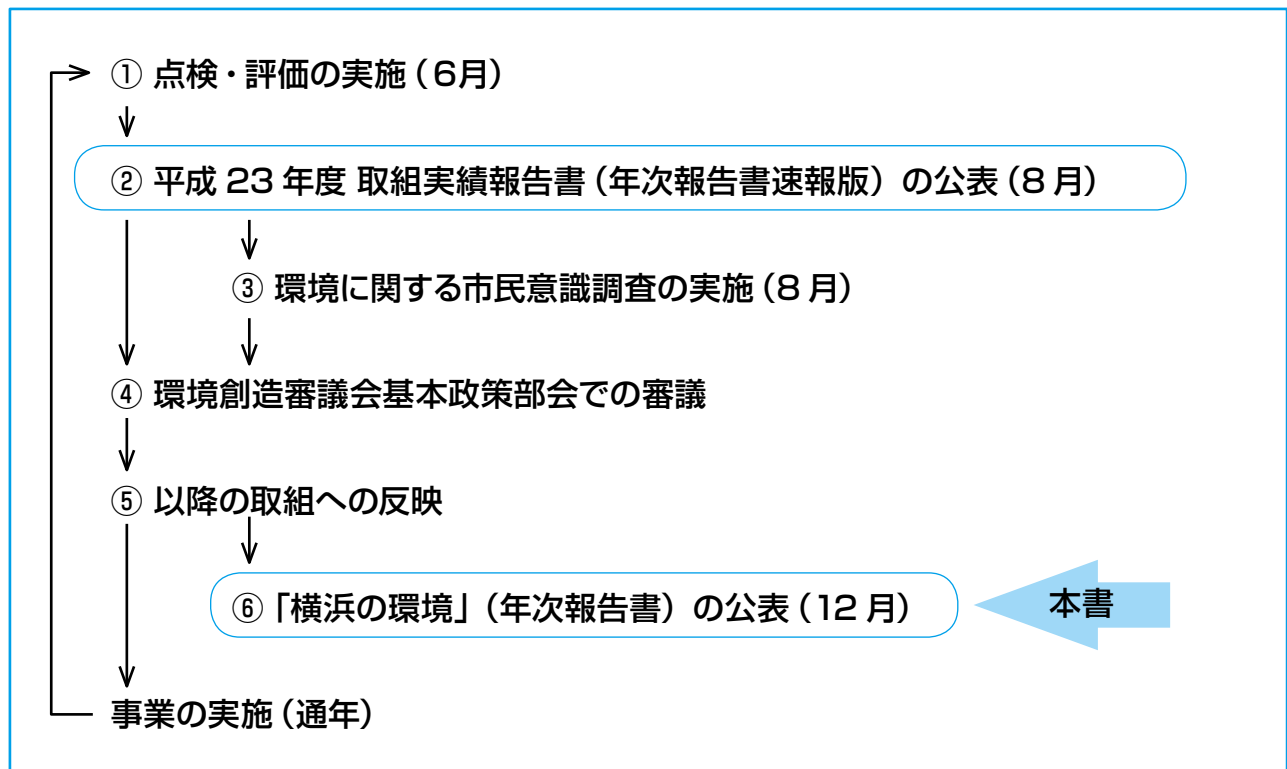 ① 点検・評価の実施（6月）
② 平成 23 年度 取組実績報告書（年次報告書速報版）の公表（8 月）
③ 環境に関する市民意識調査の実施（8 月）
④ 環境創造審議会基本政策部会での審議
⑤ 以降の取組への反映
⑥「横浜の環境」（年次報告書）の公表（12 月）
本書
事業の実施（通年）